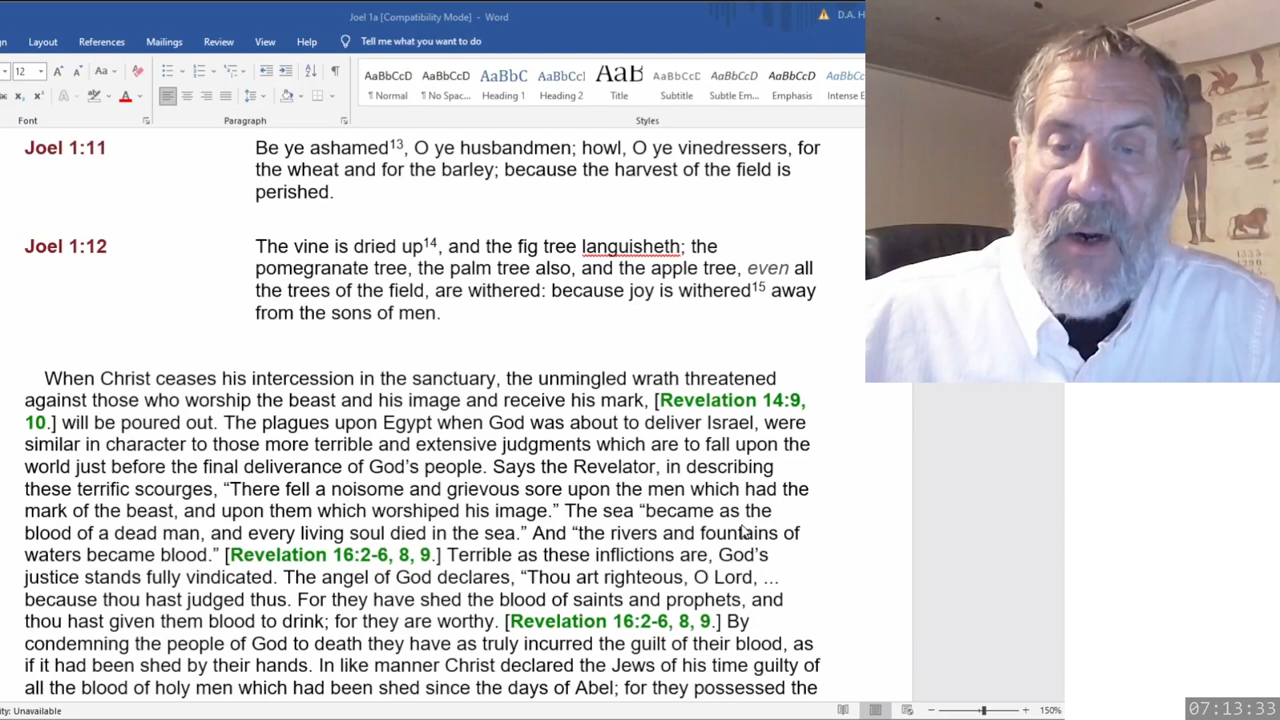 Joel 1a [Compatibility Mode] - Word
D.A. H
Layout References Mailings Review View Help Tell me what you want to do
12 Aa
AaBbCcD AaBbCcD AaBbC AaBbCcI AaB AaBbCcD AaBbCcD AaBbCcD AaBbCc
¶ Normal ¶ No Spac... Heading 1 Heading 2 Title Subtitle Subtle Em... Emphasis Intense E
Font Paragraph Styles
Joel 1:11 Be ye ashamed13, O ye husbandmen; howl, O ye vinedressers, for
the wheat and for the barley; because the harvest of the field is
perished.
Joel 1:12 The vine is dried up14, and the fig tree languisheth; the
pomegranate tree, the palm tree also, and the apple tree, even all
the trees of the field, are withered: because joy is withered15 away
from the sons of men.
When Christ ceases his intercession in the sanctuary, the unmingled wrath threatened
against those who worship the beast and his image and receive his mark, [Revelation 14:9,
10.] will be poured out. The plagues upon Egypt when God was about to deliver Israel, were
similar in character to those more terrible and extensive judgments which are to fall upon the
world just before the final deliverance of God’s people. Says the Revelator, in describing
these terrific scourges, “There fell a noisome and grievous sore upon the men which had the
mark of the beast, and upon them which worshiped his image.” The sea “became as the
blood of a dead man, and every living soul died in the sea.” And “the rivers and fountains of
waters became blood.” [Revelation 16:2-6, 8, 9.] Terrible as these inflictions are, God’s
justice stands fully vindicated. The angel of God declares, “Thou art righteous, O Lord, ...
because thou hast judged thus. For they have shed the blood of saints and prophets, and
thou hast given them blood to drink; for they are worthy. [Revelation 16:2-6, 8, 9.] By
condemning the people of God to death they have as truly incurred the guilt of their blood, as
if it had been shed by their hands. In like manner Christ declared the Jews of his time guilty of
all the blood of holy men which had been shed since the days of Abel; for they possessed the
ty: Unavailable
150%
07:13:33